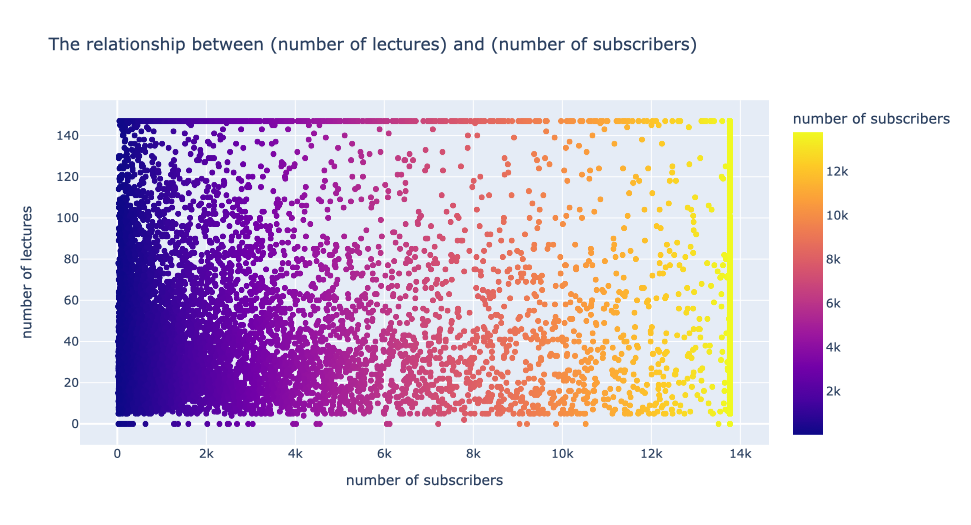 The relationship between (number of lectures) and (number of subscribers)
number of subscribers
140
120
100
80
60
40
20
0
number of lectures
12k
10k
8k
6k
4k
2k
0
2k
4k
6k
8k
10k
12k
14k
number of subscribers